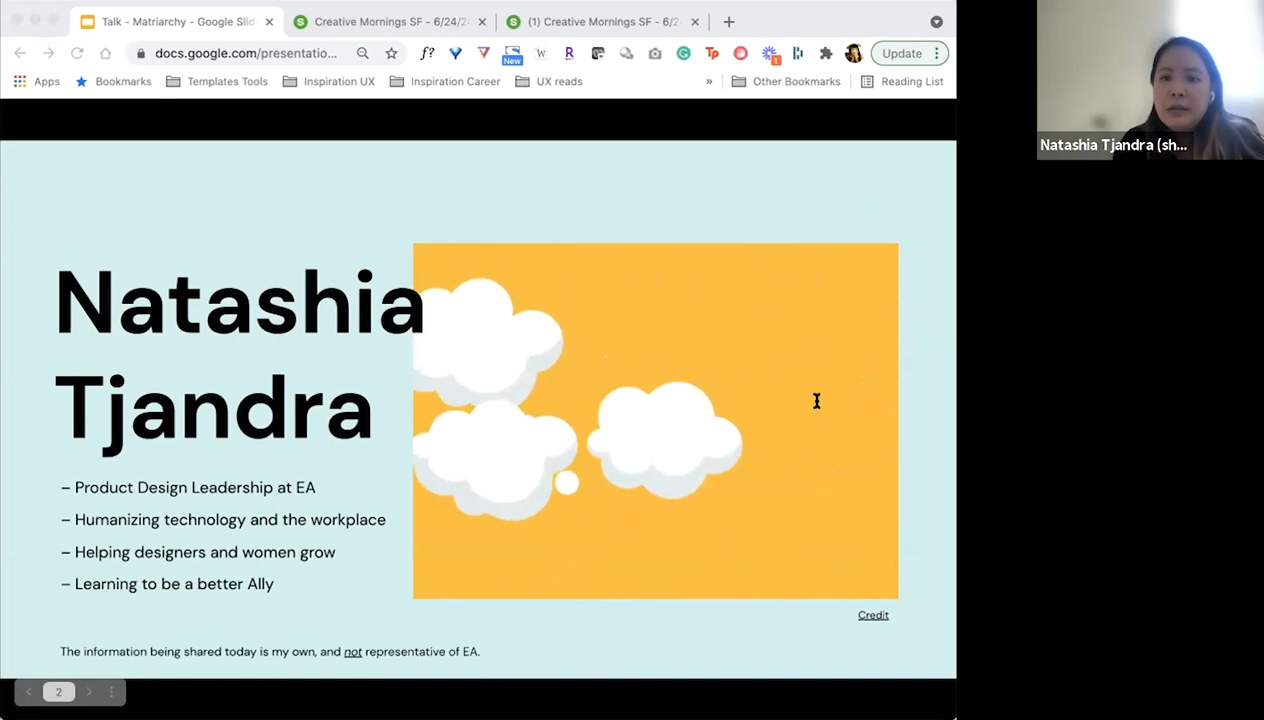 Talk - Matriarchy - Google Slid
Creative Mornings SF - 6/24/2
(1) Creative Mornings SF - 6/2
docs.google.com/presentatio...
f?
New
W
R
Tp
1
Update
Apps
Bookmarks
Templates Tools
Inspiration UX
Inspiration Career
UX reads
»
Other Bookmarks
Reading List
Natashia Tjandra (sh...
Natashia
Tjandra
– Product Design Leadership at EA
– Humanizing technology and the workplace
– Helping designers and women grow
– Learning to be a better Ally
Credit
The information being shared today is my own, and not representative of EA.
2